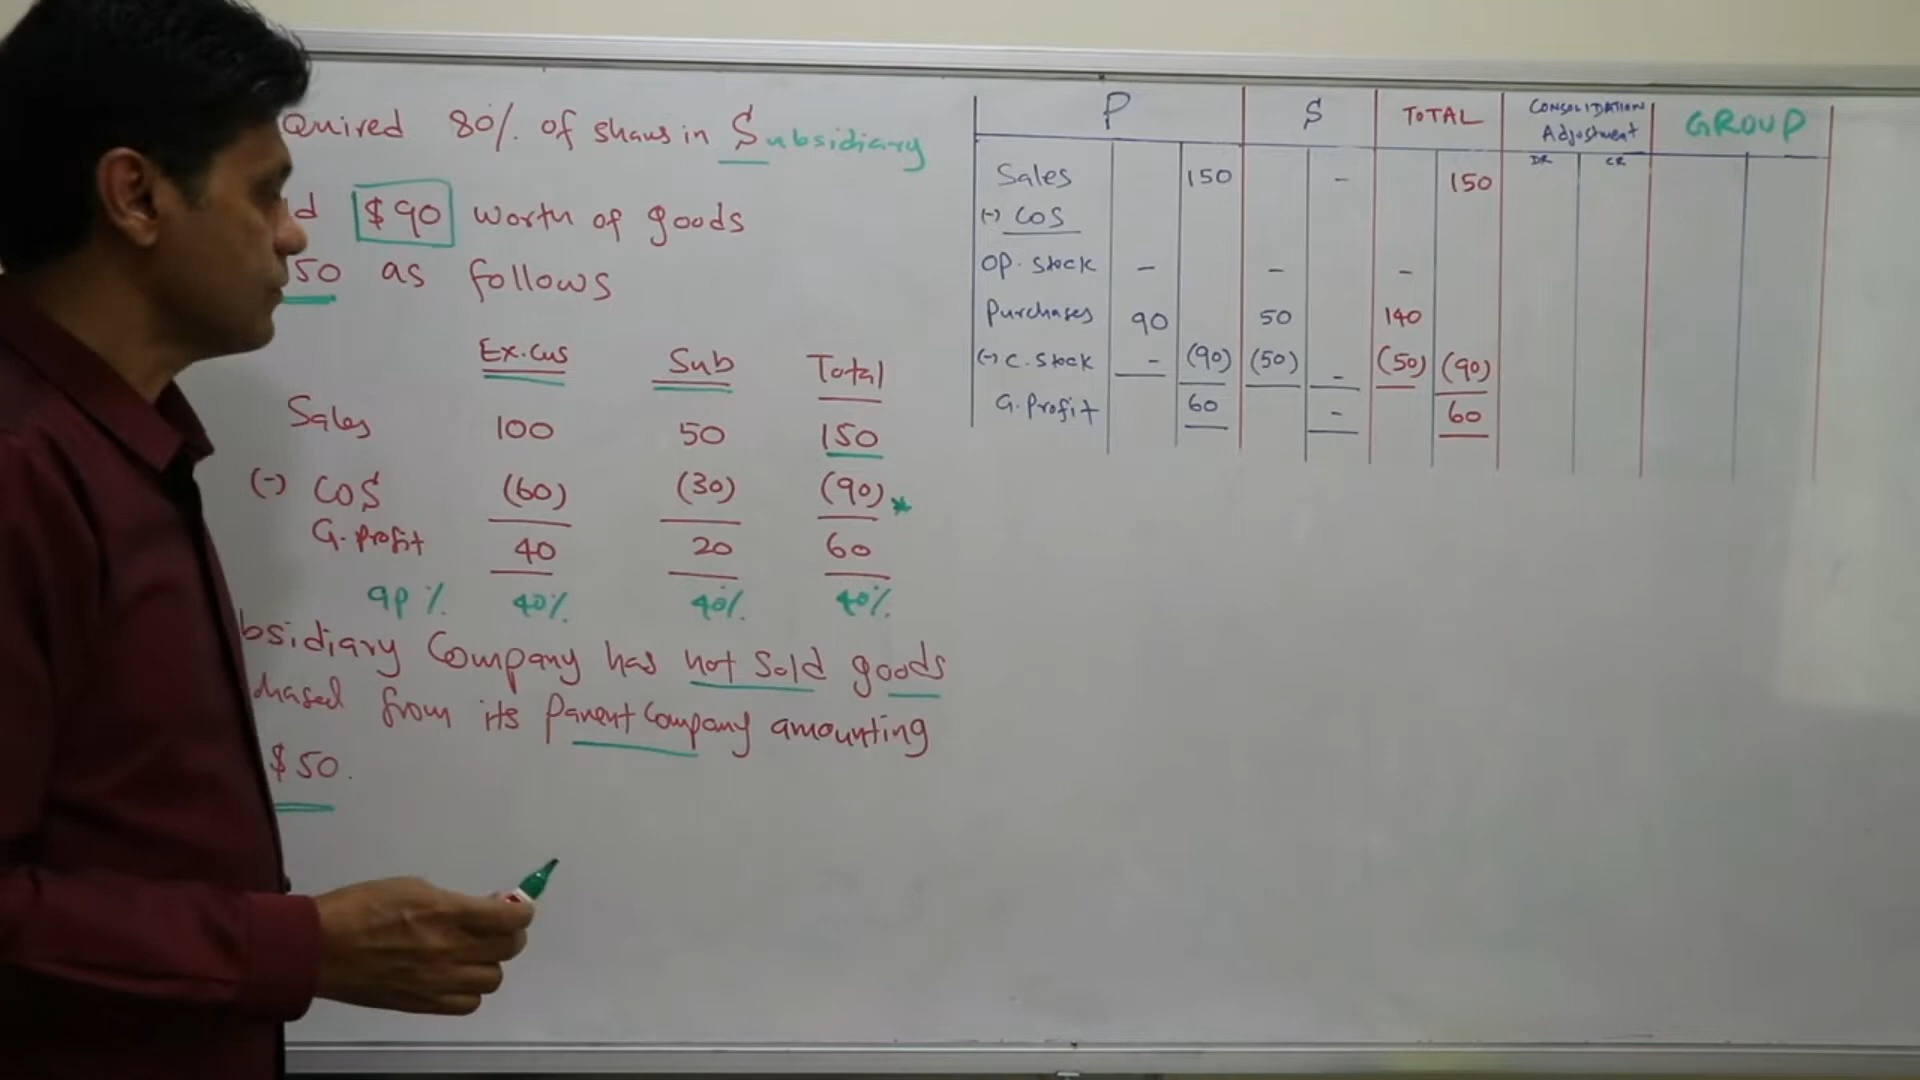 quired 80% of shares in Subsidiary
d $90 worth of goods
50 as follows
Ex.Cus Sub Total
Sales 100 50 150
(-) COS (60) (30) (90)*
G. Profit 40 20 60
gp % 40% 40% 40%
bsidiary Company has not sold goods
chased from its Parent Company amounting
$50.
P S TOTAL CONSOLIDATION Adjustment GROUP
DR CR
Sales 150 - 150
(-) COS
Op. Stock - - -
Purchases 90 50 140
(-) C. Stock - (90) (50) - (50) (90)
G. Profit 60 - 60